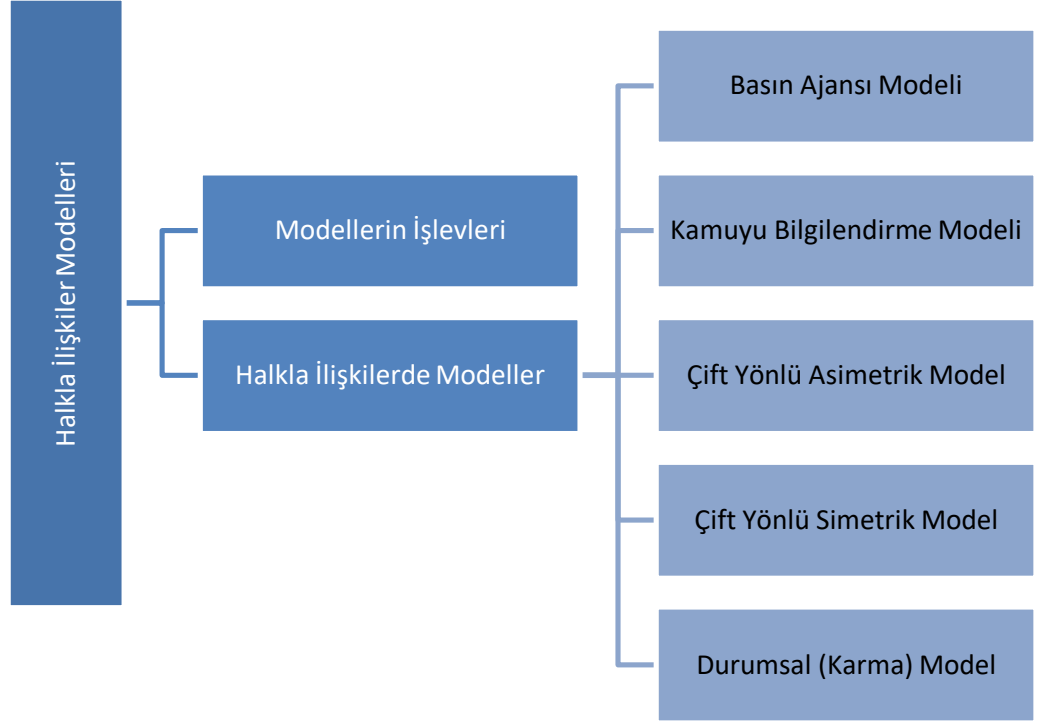 Halkla İlişkiler Modelleri
Modellerin İşlevleri
Halkla İlişkilerde Modeller
Basın Ajansı Modeli
Kamuyu Bilgilendirme Modeli
Çift Yönlü Asimetrik Model
Çift Yönlü Simetrik Model
Durumsal (Karma) Model